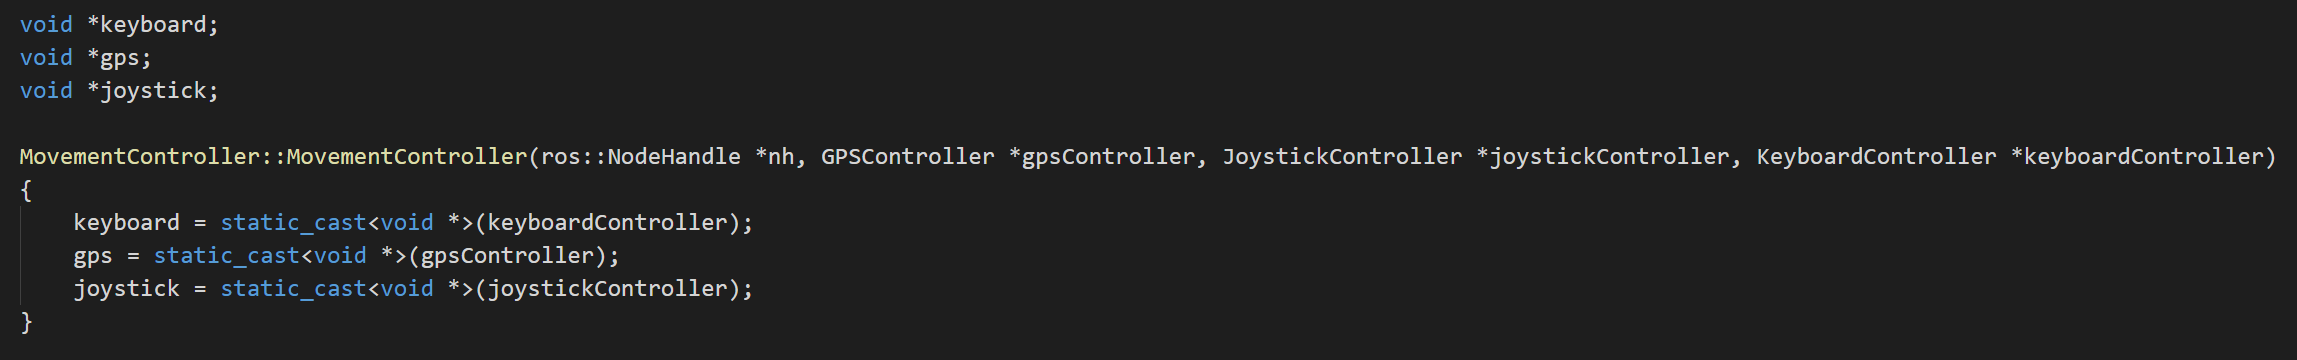 void *keyboard;
void *gps;
void *joystick;
MovementController::MovementController(ros::NodeHandle *nh, GPSController *gpsController, JoystickController *joystickController, KeyboardController *keyboardController)
{
    keyboard = static_cast<void *>(keyboardController);
    gps = static_cast<void *>(gpsController);
    joystick = static_cast<void *>(joystickController);
}